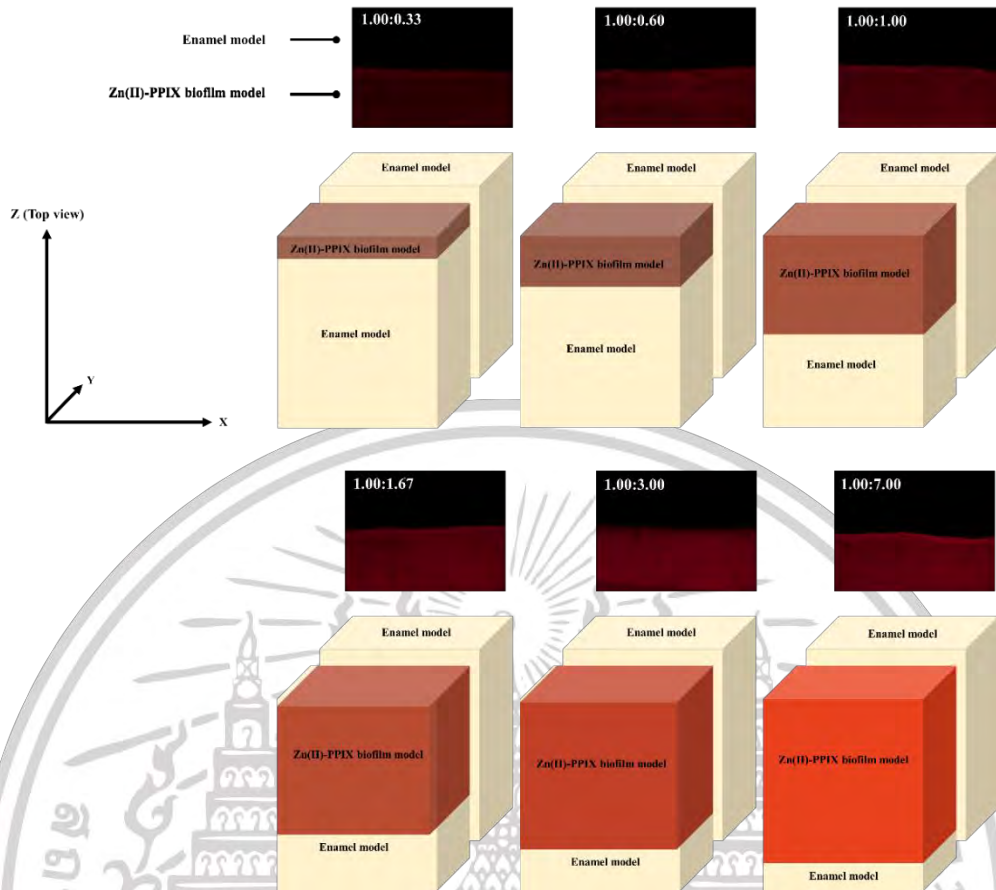 1.00:0.33
1.00:0.60
1.00:1.00
Enamel model
Zn(II)-PPIX biofilm model
Enamel model
Enamel model
Enamel model
Z (Top view)
Zn(II)-PPIX biofilm model
Zn(II)-PPIX biofilm model
Zn(II)-PPIX biofilm model
Enamel model
Enamel model
Enamel model
Y
X
1.00:1.67
1.00:3.00
1.00:7.00
Enamel model
Enamel model
Enamel model
Zn(II)-PPIX biofilm model
Zn(II)-PPIX biofilm model
Zn(II)-PPIX biofilm model
Enamel model
Enamel model
Enamel model